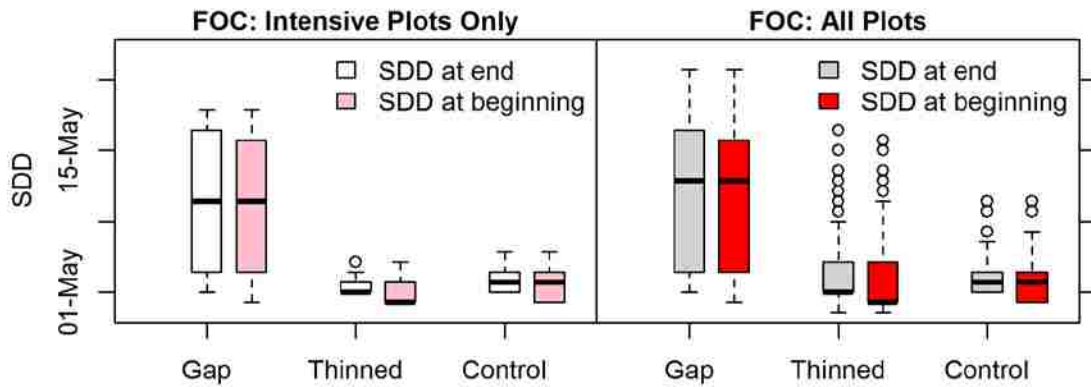 FOC: Intensive Plots Only
FOC: All Plots
SDD at end
SDD at beginning
SDD at end
SDD at beginning
SDD
15-May
01-May
Gap
Thinned
Control
Gap
Thinned
Control